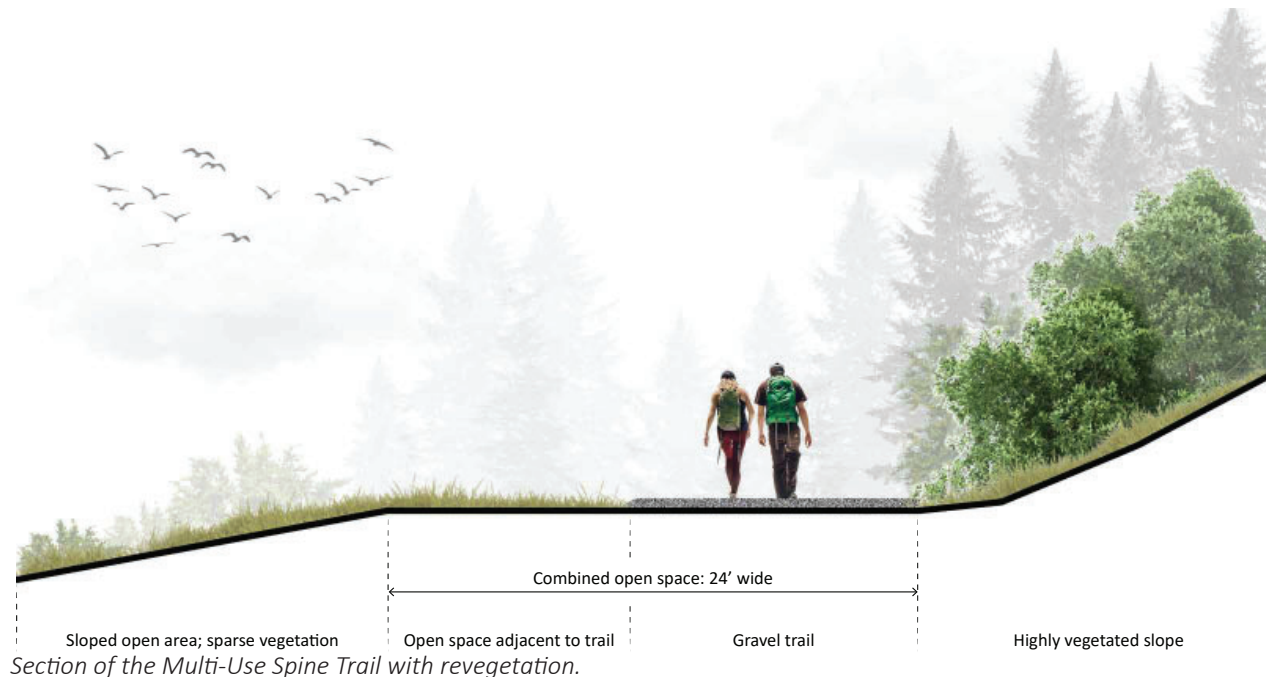 Combined open space: 24’ wide
Sloped open area; sparse vegetation
Open space adjacent to trail
Gravel trail
Highly vegetated slope
Section of the Multi-Use Spine Trail with revegetation.